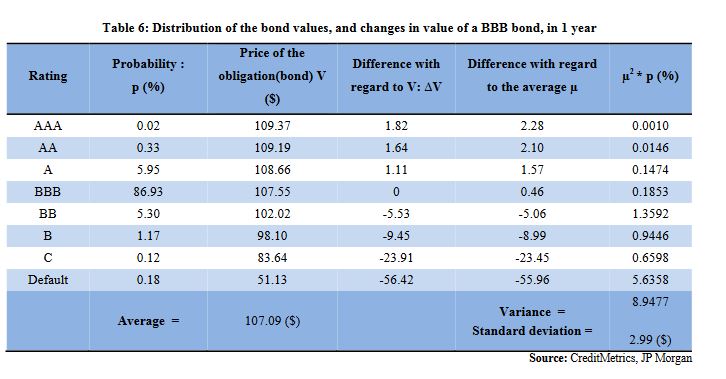 Table 6: Distribution of the bond values, and changes in value of a BBB bond, in 1 year
Rating
Probability :
p (%)
Price of the
obligation(bond) V
($)
Difference with
regard to V: ΔV
Difference with regard
to the average µ
µ² * p (%)
AAA 0.02 109.37 1.82 2.28 0.0010
AA 0.33 109.19 1.64 2.10 0.0146
A 5.95 108.66 1.11 1.57 0.1474
BBB 86.93 107.55 0 0.46 0.1853
BB 5.30 102.02 -5.53 -5.06 1.3592
B 1.17 98.10 -9.45 -8.99 0.9446
C 0.12 83.64 -23.91 -23.45 0.6598
Default 0.18 51.13 -56.42 -55.96 5.6358
Average = 107.09 ($)
Variance = 8.9477
Standard deviation = 2.99 ($)
Source: CreditMetrics, JP Morgan